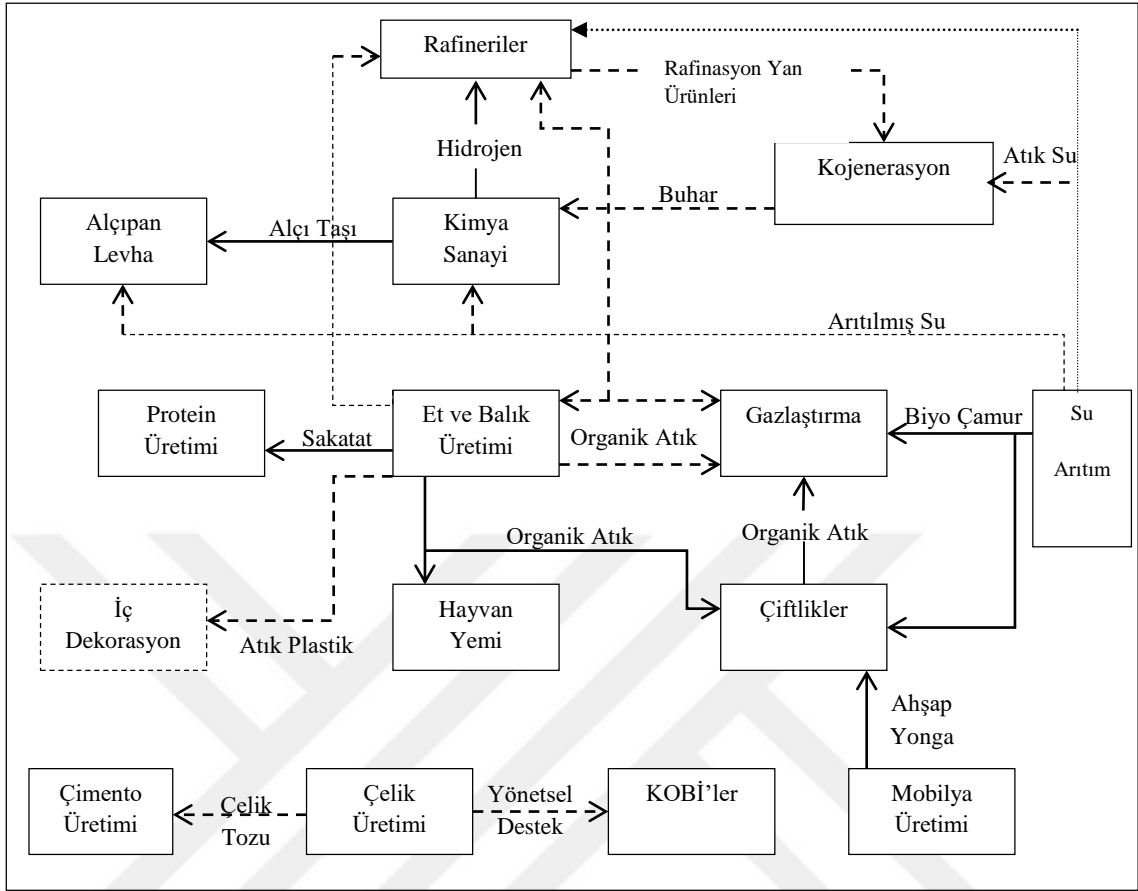 Rafineriler
Rafinasyon Yan
Ürünleri
Hidrojen
Kojenerasyon
Atık Su
Buhar
Alçıpan
Levha
Alçı Taşı
Kimya
Sanayi
Arıtılmış Su
Protein
Üretimi
Sakatat
Et ve Balık
Üretimi
Organik Atık
Gazlaştırma
Biyo Çamur
Su
Arıtım
Organik Atık
Organik Atık
İç
Dekorasyon
Atık Plastik
Hayvan
Yemi
Çiftlikler
Ahşap
Yonga
Çimento
Üretimi
Çelik
Tozu
Çelik
Üretimi
Yönetsel
Destek
KOBİ’ler
Mobilya
Üretimi